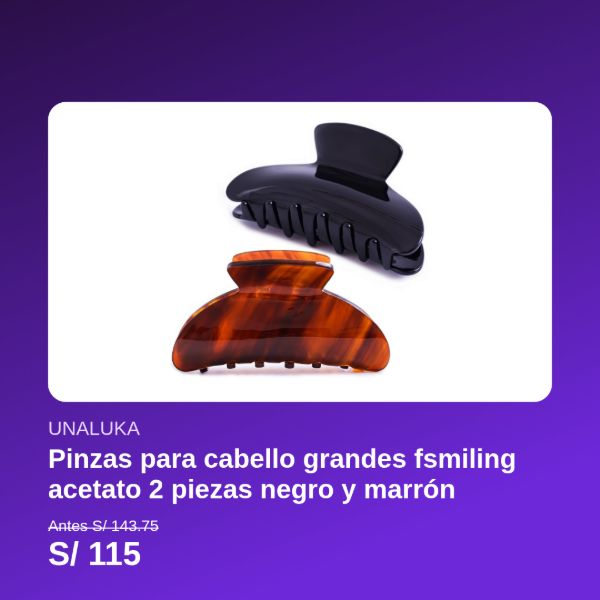 UNALUKA
Pinzas para cabello grandes fsmiling
acetato 2 piezas negro y marrón
Antes S/ 143.75
S/ 115